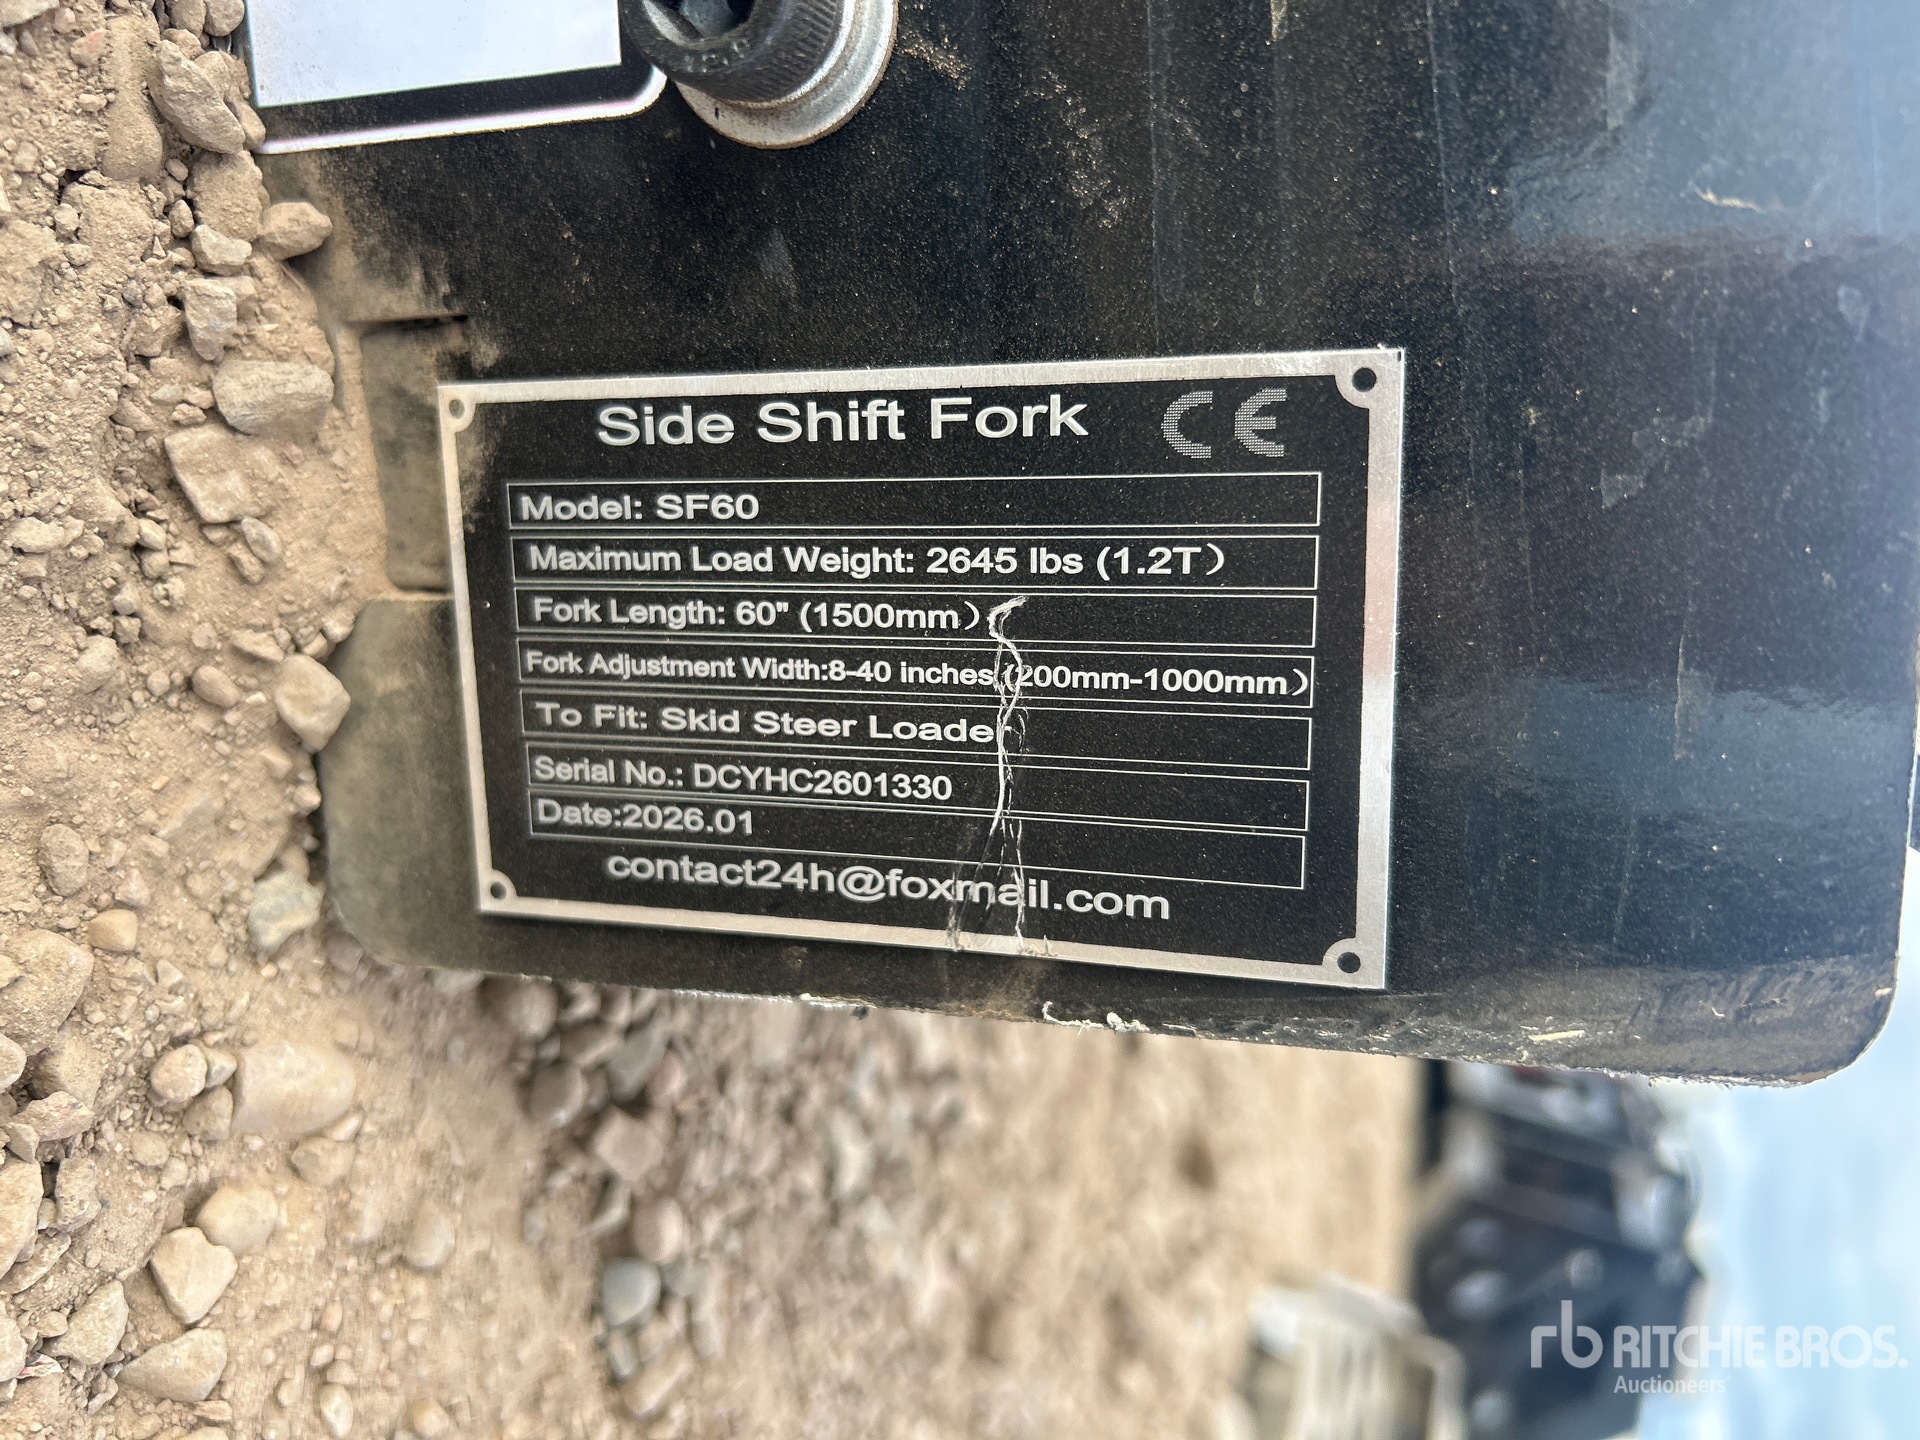 Side Shift Fork CE
Model: SF60
Maximum Load Weight: 2645 lbs (1.2T)
Fork Length: 60" (1500mm)
Fork Adjustment Width:8-40 inches (200mm-1000mm)
To Fit: Skid Steer Loader
Serial No.: DCYHC2601330
Date:2026.01
contact24h@foxmail.com
rb RITCHIE BROS.
Auctioneers